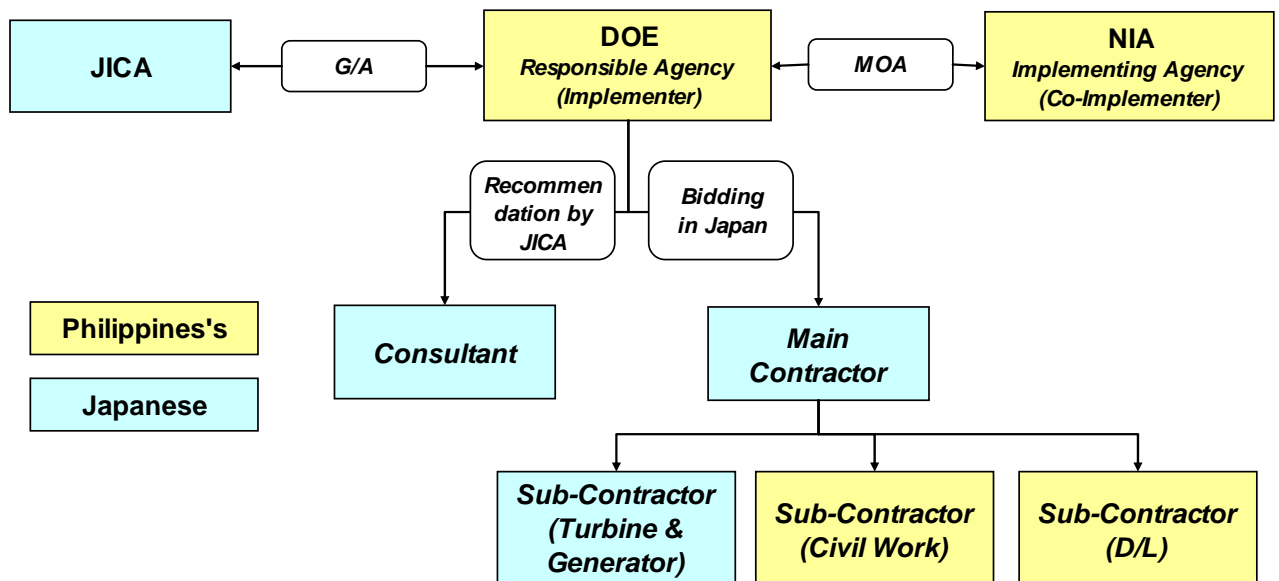 JICA
G/A
DOE
Responsible Agency
(Implementer)
MOA
NIA
Implementing Agency
(Co-Implementer)
Recommen
dation by
JICA
Bidding
in Japan
Philippines's
Japanese
Consultant
Main
Contractor
Sub-Contractor
(Turbine &
Generator)
Sub-Contractor
(Civil Work)
Sub-Contractor
(D/L)